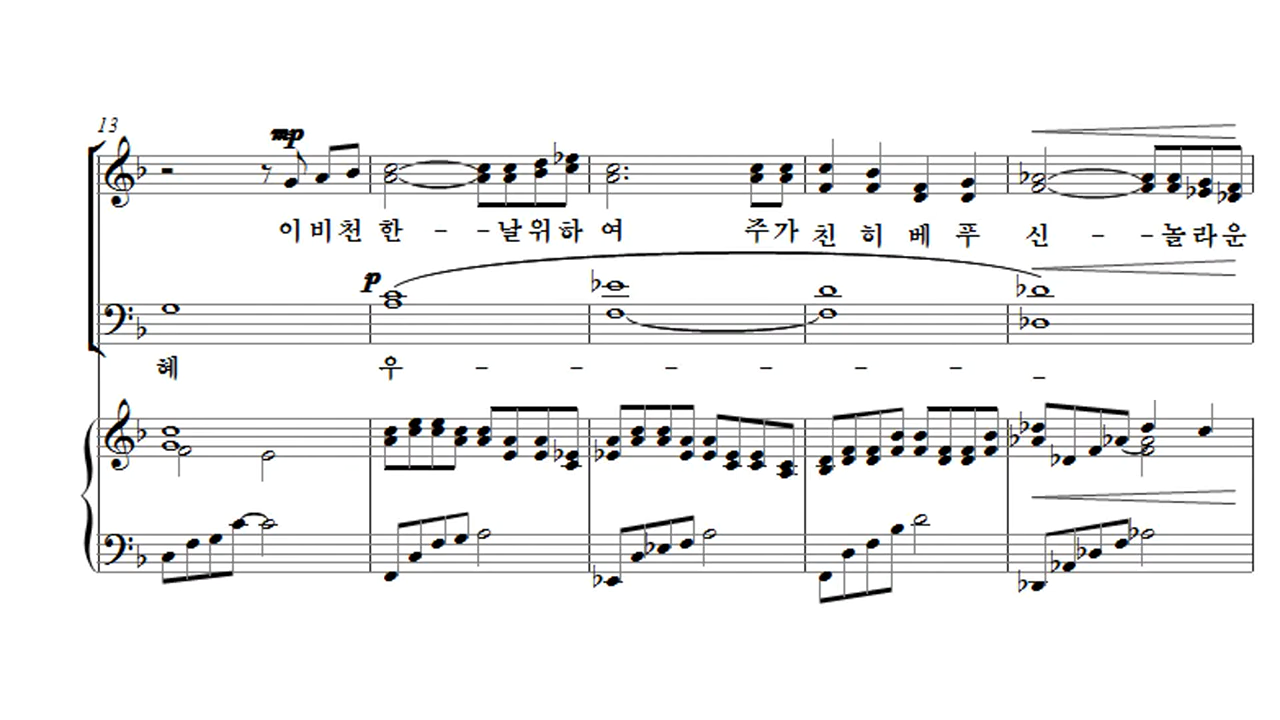 13
mp
이 비 천 한 - - 날 위 하 여 주 가 친 히 베 푸 신 - - 놀 라 운
p
혜 우 - - - - - - -